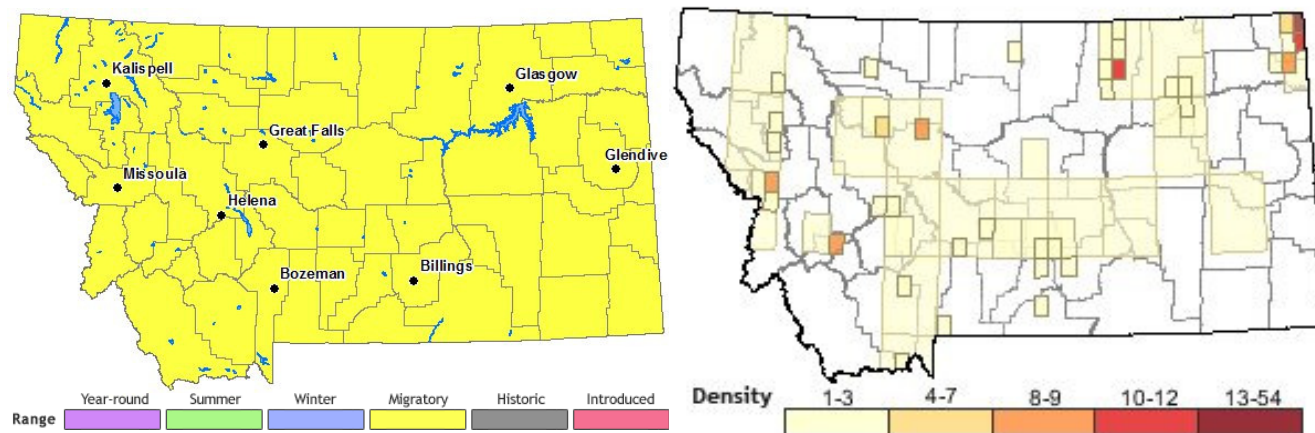 Kalispell
Glasgow
Great Falls
Glendive
Missoula
Helena
Bozeman
Billings
Range
Year-round
Summer
Winter
Migratory
Historic
Introduced
Density
1-3
4-7
8-9
10-12
13-54